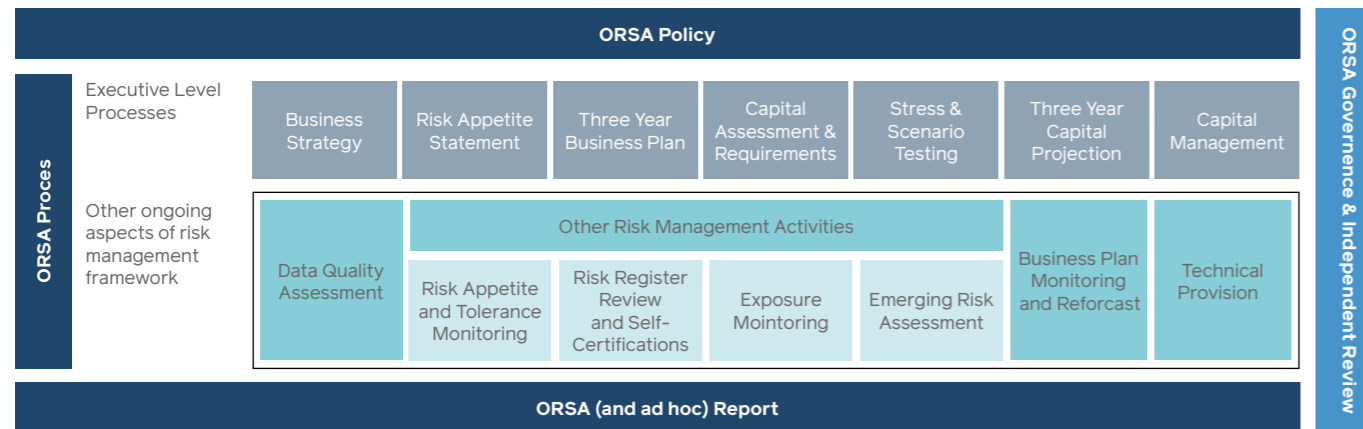 ORSA Policy
ORSA Governence & Independent Review
ORSA Proces
Executive Level
Processes
Business
Strategy
Risk Appetite
Statement
Three Year
Business Plan
Capital
Assessment &
Requirements
Stress &
Scenario
Testing
Three Year
Capital
Projection
Capital
Management
Other ongoing
aspects of risk
management
framework
Data Quality
Assessment
Other Risk Management Activities
Risk Appetite
and Tolerance
Monitoring
Risk Register
Review
and Self-
Certifications
Exposure
Mointoring
Emerging Risk
Assessment
Business Plan
Monitoring
and Reforcast
Technical
Provision
ORSA (and ad hoc) Report